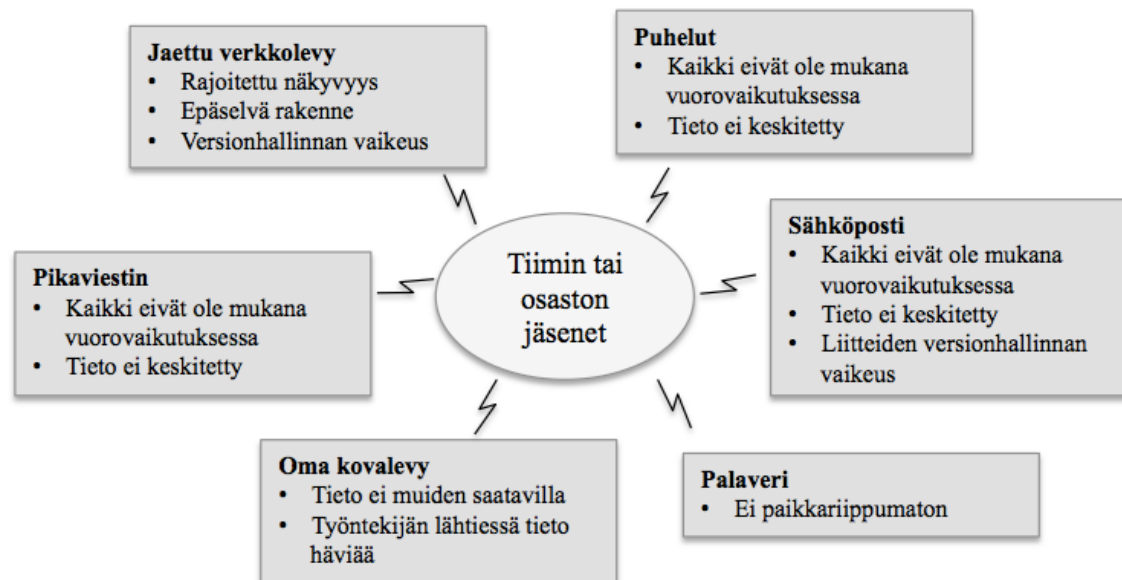 Jaettu verkkolevy
• Rajoitettu näkyvyys
• Epäselvä rakenne
• Versionhallinnan vaikeus
Puhelut
• Kaikki eivät ole mukana
vuorovaikutuksessa
• Tieto ei keskitetty
Pikaviestin
• Kaikki eivät ole mukana
vuorovaikutuksessa
• Tieto ei keskitetty
Tiimin tai
osaston
jäsenet
Sähköposti
• Kaikki eivät ole mukana
vuorovaikutuksessa
• Tieto ei keskitetty
• Liitteiden versionhallinnan
vaikeus
Oma kovalevy
• Tieto ei muiden saatavilla
• Työntekijän lähtiessä tieto
häviää
Palaveri
• Ei paikkariippumaton